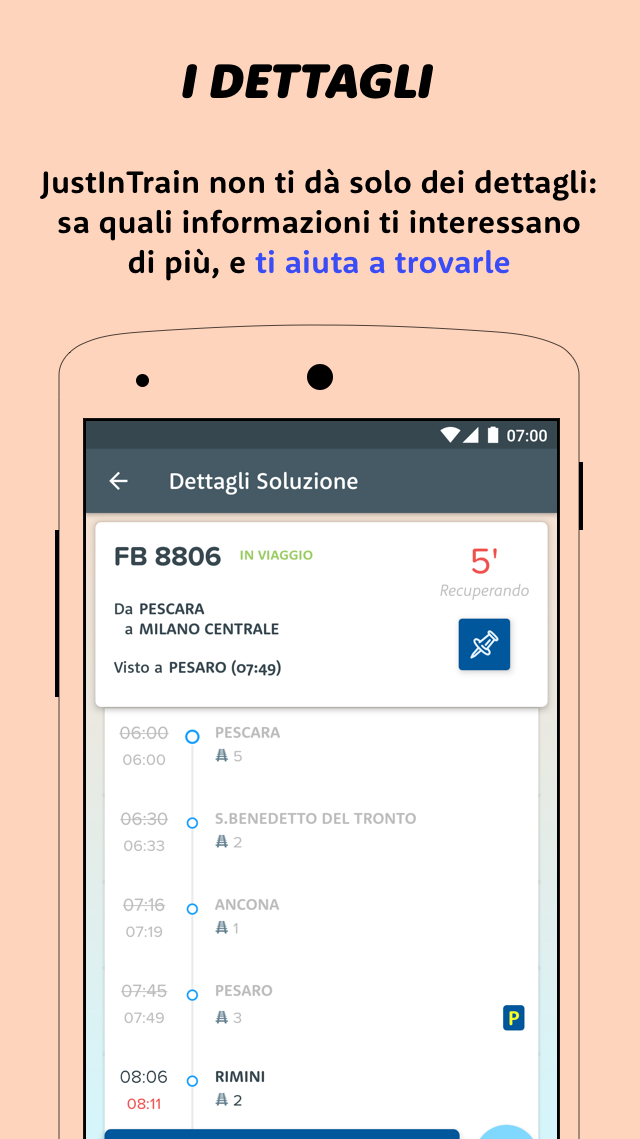 I DETTAGLI
JustInTrain non ti dà solo dei dettagli:
sa quali informazioni ti interessano
di più, e ti aiuta a trovarle
07:00
Dettagli Soluzione
FB 8806 IN VIAGGIO 5'
Recuperando
Da PESCARA
a MILANO CENTRALE
Visto a PESARO (07:49)
06:00 PESCARA
06:00 5
06:30 S.BENEDETTO DEL TRONTO
06:33 2
07:16 ANCONA
07:19 1
07:45 PESARO
07:49 3 P
08:06 RIMINI
08:11 2